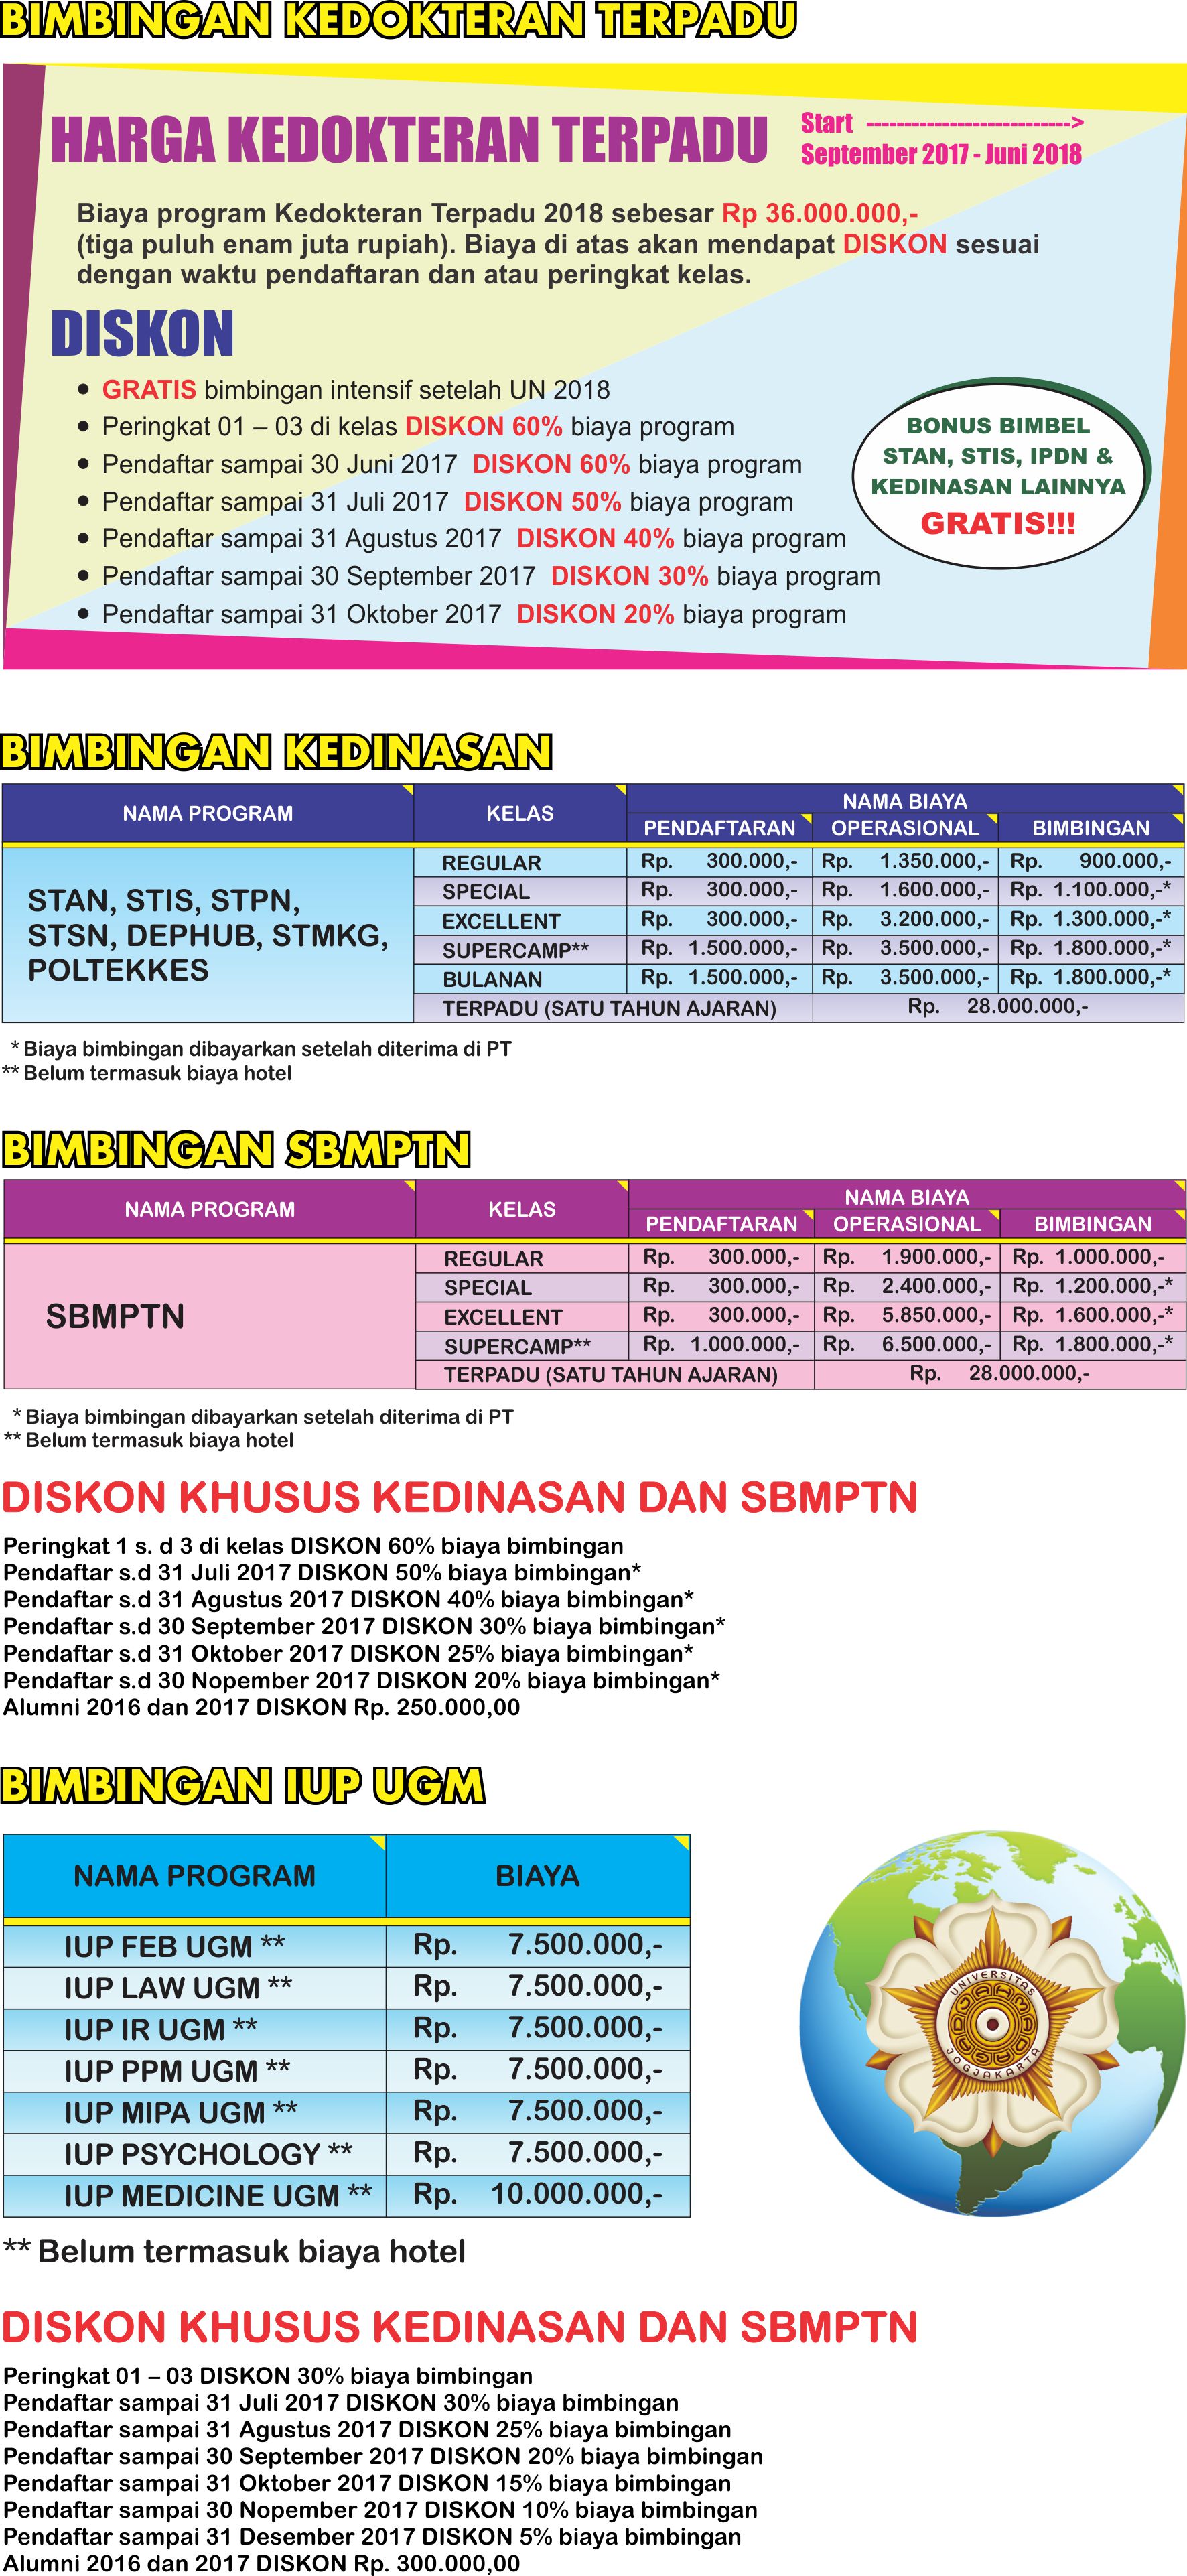 BIMBINGAN KEDOKTERAN TERPADU
HARGA KEDOKTERAN TERPADU
Start --------------------------->
September 2017 - Juni 2018
Biaya program Kedokteran Terpadu 2018 sebesar Rp 36.000.000,-
(tiga puluh enam juta rupiah). Biaya di atas akan mendapat DISKON sesuai
dengan waktu pendaftaran dan atau peringkat kelas.
DISKON
• GRATIS bimbingan intensif setelah UN 2018
• Peringkat 01 – 03 di kelas DISKON 60% biaya program
• Pendaftar sampai 30 Juni 2017 DISKON 60% biaya program
• Pendaftar sampai 31 Juli 2017 DISKON 50% biaya program
• Pendaftar sampai 31 Agustus 2017 DISKON 40% biaya program
• Pendaftar sampai 30 September 2017 DISKON 30% biaya program
• Pendaftar sampai 31 Oktober 2017 DISKON 20% biaya program
BONUS BIMBEL
STAN, STIS, IPDN &
KEDINASAN LAINNYA
GRATIS!!!
BIMBINGAN KEDINASAN
NAMA PROGRAM KELAS NAMA BIAYA
PENDAFTARAN OPERASIONAL BIMBINGAN
STAN, STIS, STPN,
STSN, DEPHUB, STMKG,
POLTEKKES
REGULAR Rp. 300.000,- Rp. 1.350.000,- Rp. 900.000,-
SPECIAL Rp. 300.000,- Rp. 1.600.000,- Rp. 1.100.000,-*
EXCELLENT Rp. 300.000,- Rp. 3.200.000,- Rp. 1.300.000,-*
SUPERCAMP** Rp. 1.500.000,- Rp. 3.500.000,- Rp. 1.800.000,-*
BULANAN Rp. 1.500.000,- Rp. 3.500.000,- Rp. 1.800.000,-*
TERPADU (SATU TAHUN AJARAN) Rp. 28.000.000,-
* Biaya bimbingan dibayarkan setelah diterima di PT
** Belum termasuk biaya hotel
BIMBINGAN SBMPTN
NAMA PROGRAM KELAS NAMA BIAYA
PENDAFTARAN OPERASIONAL BIMBINGAN
SBMPTN
REGULAR Rp. 300.000,- Rp. 1.900.000,- Rp. 1.000.000,-
SPECIAL Rp. 300.000,- Rp. 2.400.000,- Rp. 1.200.000,-*
EXCELLENT Rp. 300.000,- Rp. 5.850.000,- Rp. 1.600.000,-*
SUPERCAMP** Rp. 1.000.000,- Rp. 6.500.000,- Rp. 1.800.000,-*
TERPADU (SATU TAHUN AJARAN) Rp. 28.000.000,-
* Biaya bimbingan dibayarkan setelah diterima di PT
** Belum termasuk biaya hotel
DISKON KHUSUS KEDINASAN DAN SBMPTN
Peringkat 1 s. d 3 di kelas DISKON 60% biaya bimbingan
Pendaftar s.d 31 Juli 2017 DISKON 50% biaya bimbingan*
Pendaftar s.d 31 Agustus 2017 DISKON 40% biaya bimbingan*
Pendaftar s.d 30 September 2017 DISKON 30% biaya bimbingan*
Pendaftar s.d 31 Oktober 2017 DISKON 25% biaya bimbingan*
Pendaftar s.d 30 Nopember 2017 DISKON 20% biaya bimbingan*
Alumni 2016 dan 2017 DISKON Rp. 250.000,00
BIMBINGAN IUP UGM
NAMA PROGRAM BIAYA
IUP FEB UGM ** Rp. 7.500.000,-
IUP LAW UGM ** Rp. 7.500.000,-
IUP IR UGM ** Rp. 7.500.000,-
IUP PPM UGM ** Rp. 7.500.000,-
IUP MIPA UGM ** Rp. 7.500.000,-
IUP PSYCHOLOGY ** Rp. 7.500.000,-
IUP MEDICINE UGM ** Rp. 10.000.000,-
UNIVERSITAS
GADJAH MADA
JOGJAKARTA
** Belum termasuk biaya hotel
DISKON KHUSUS KEDINASAN DAN SBMPTN
Peringkat 01 – 03 DISKON 30% biaya bimbingan
Pendaftar sampai 31 Juli 2017 DISKON 30% biaya bimbingan
Pendaftar sampai 31 Agustus 2017 DISKON 25% biaya bimbingan
Pendaftar sampai 30 September 2017 DISKON 20% biaya bimbingan
Pendaftar sampai 31 Oktober 2017 DISKON 15% biaya bimbingan
Pendaftar sampai 30 Nopember 2017 DISKON 10% biaya bimbingan
Pendaftar sampai 31 Desember 2017 DISKON 5% biaya bimbingan
Alumni 2016 dan 2017 DISKON Rp. 300.000,00